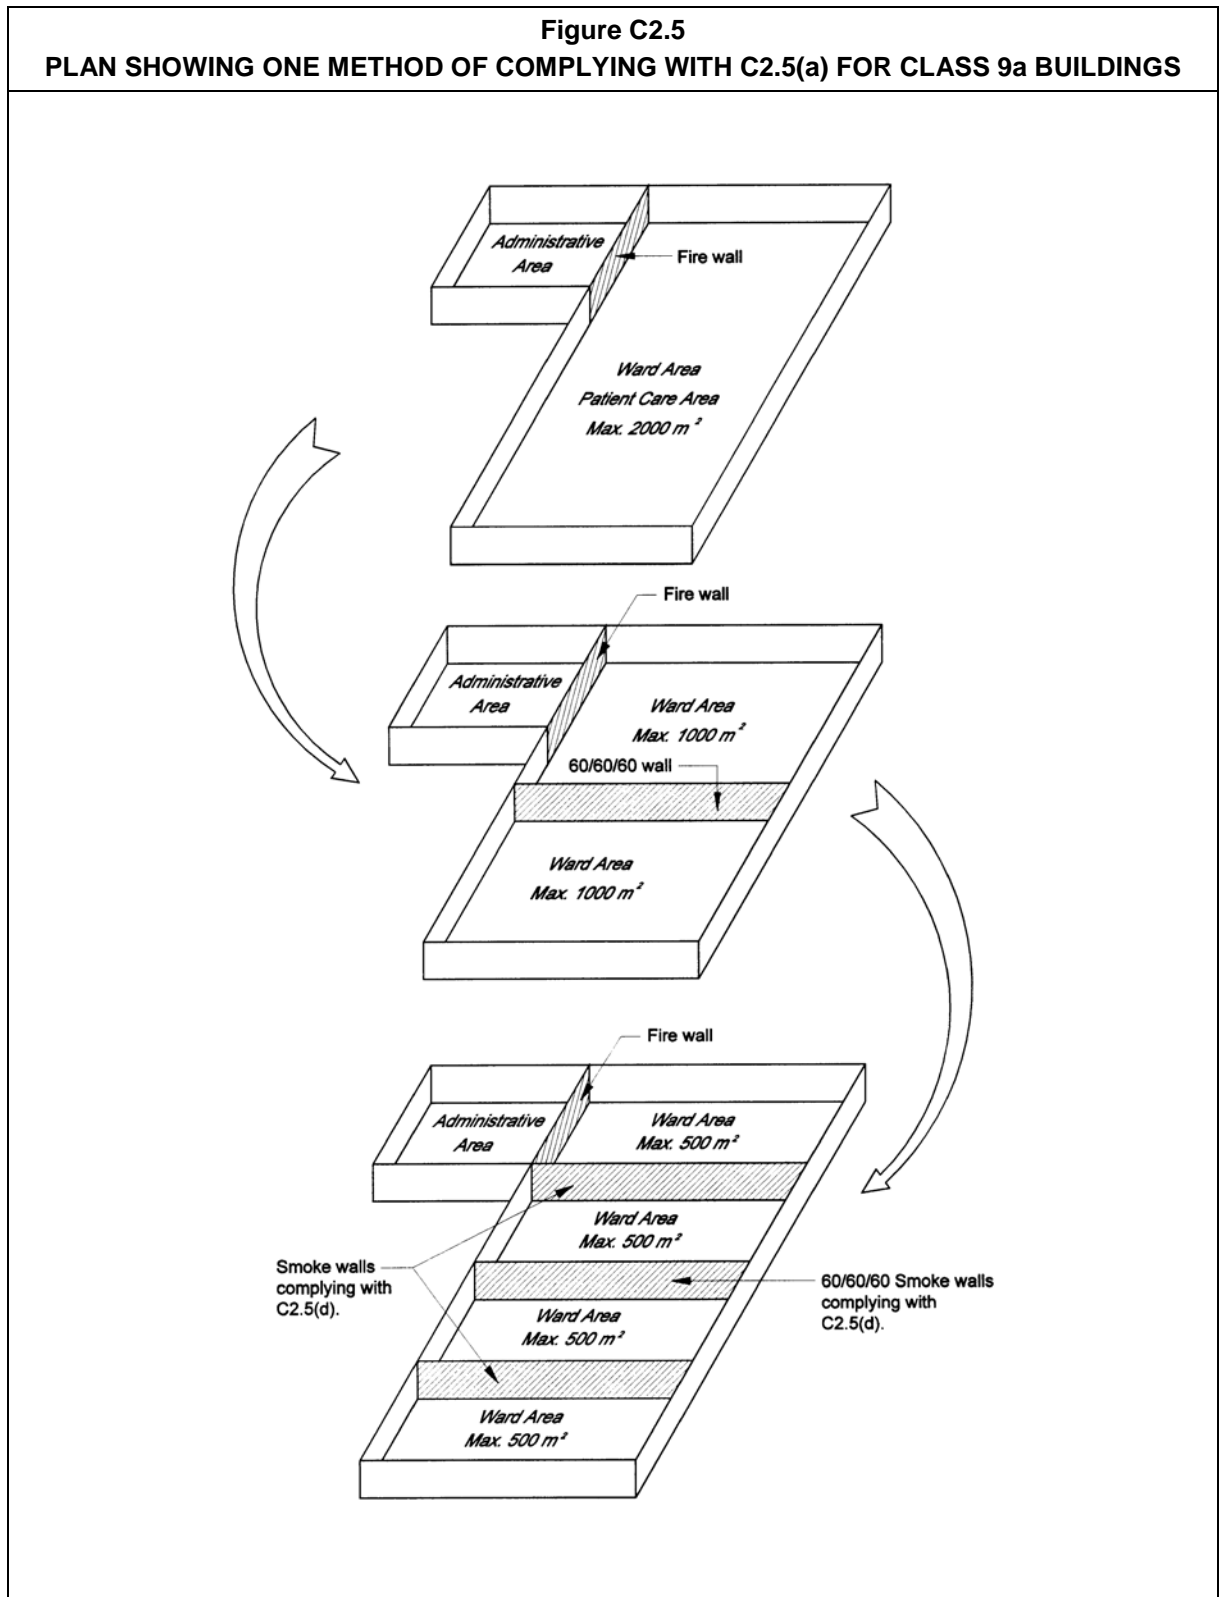 Figure C2.5
PLAN SHOWING ONE METHOD OF COMPLYING WITH C2.5(a) FOR CLASS 9a BUILDINGS
Administrative
Area
Fire wall
Ward Area
Patient Care Area
Max. 2000 m²
Fire wall
Administrative
Area
Ward Area
Max. 1000 m²
60/60/60 wall
Ward Area
Max. 1000 m²
Fire wall
Administrative
Area
Ward Area
Max. 500 m²
Ward Area
Max. 500 m²
Smoke walls
complying with
C2.5(d).
60/60/60 Smoke walls
complying with
C2.5(d).
Ward Area
Max. 500 m²
Ward Area
Max. 500 m²